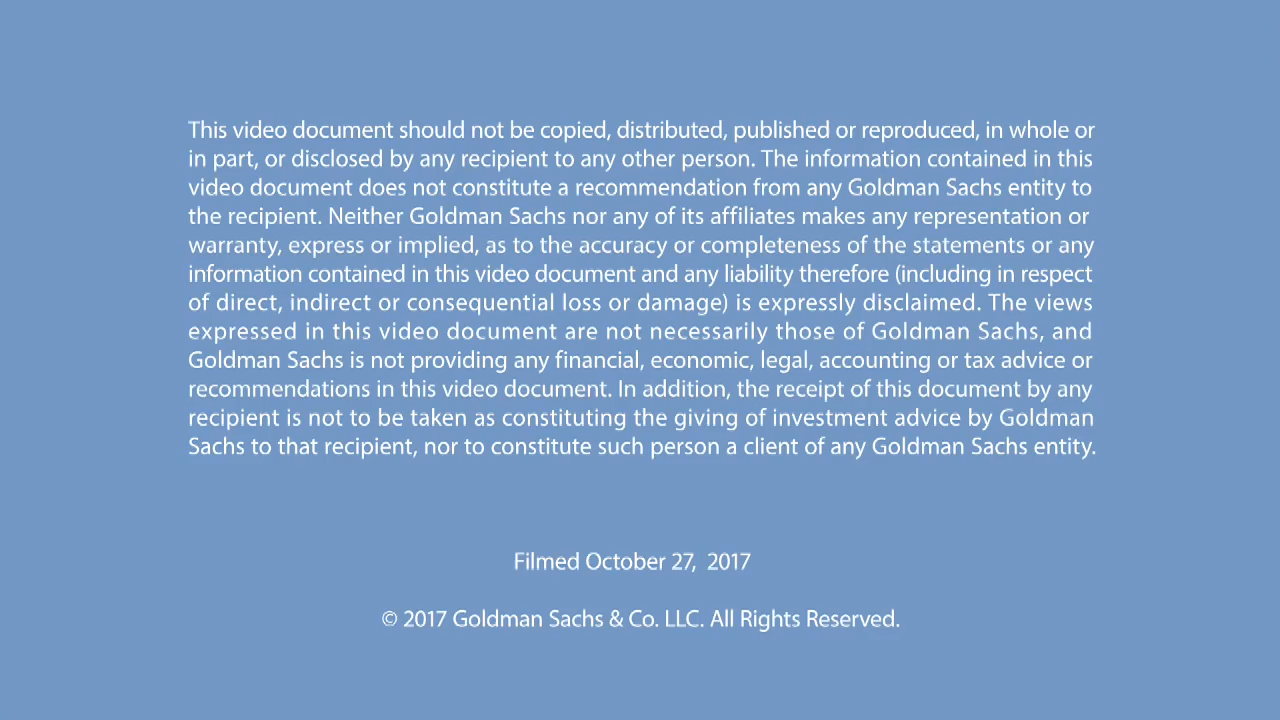 This video document should not be copied, distributed, published or reproduced, in whole or
in part, or disclosed by any recipient to any other person. The information contained in this
video document does not constitute a recommendation from any Goldman Sachs entity to
the recipient. Neither Goldman Sachs nor any of its affiliates makes any representation or
warranty, express or implied, as to the accuracy or completeness of the statements or any
information contained in this video document and any liability therefore (including in respect
of direct, indirect or consequential loss or damage) is expressly disclaimed. The views
expressed in this video document are not necessarily those of Goldman Sachs, and
Goldman Sachs is not providing any financial, economic, legal, accounting or tax advice or
recommendations in this video document. In addition, the receipt of this document by any
recipient is not to be taken as constituting the giving of investment advice by Goldman
Sachs to that recipient, nor to constitute such person a client of any Goldman Sachs entity.
Filmed October 27,  2017
© 2017 Goldman Sachs & Co. LLC. All Rights Reserved.